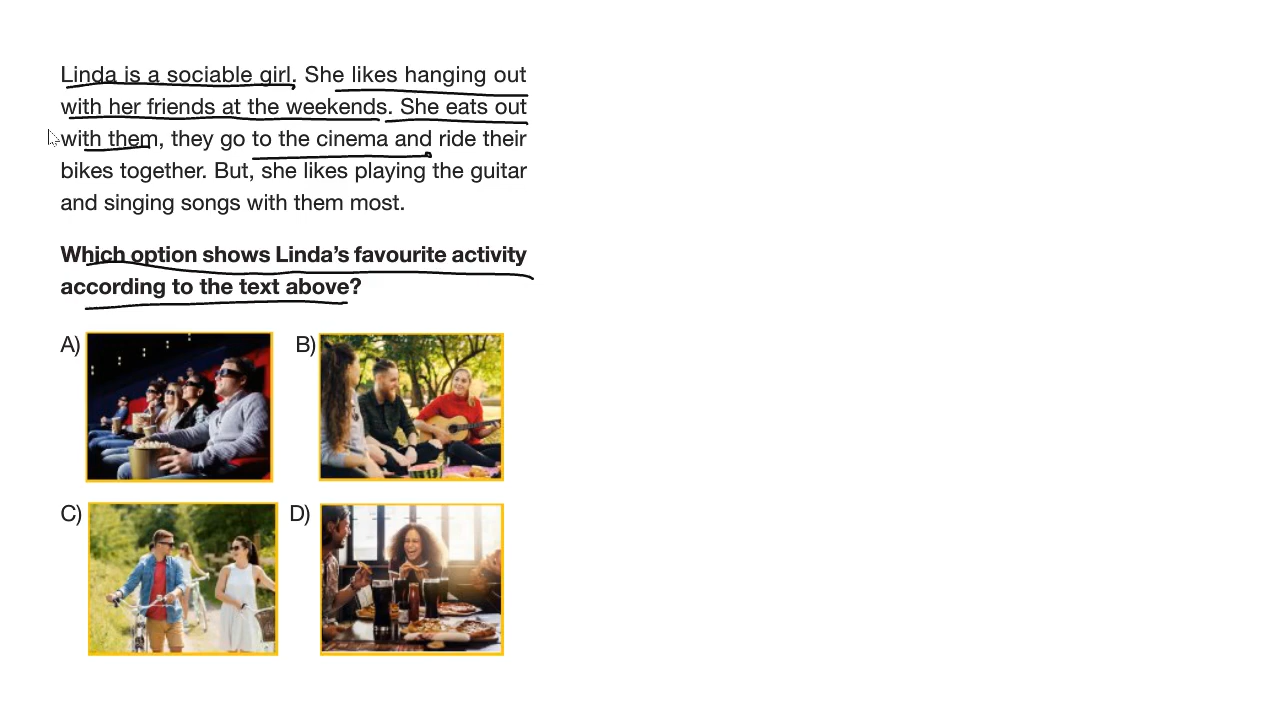 Linda is a sociable girl. She likes hanging out
with her friends at the weekends. She eats out
with them, they go to the cinema and ride their
bikes together. But, she likes playing the guitar
and singing songs with them most.
Which option shows Linda's favourite activity
according to the text above?
A)
B)
C)
D)